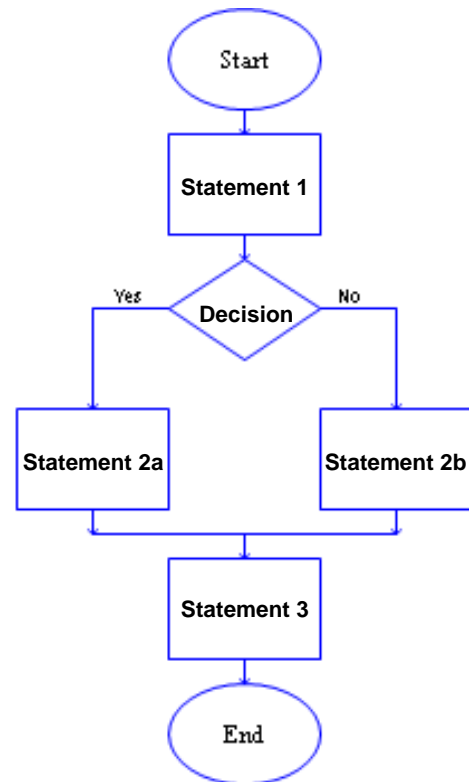 Start
Statement 1
Yes
Decision
No
Statement 2a
Statement 2b
Statement 3
End